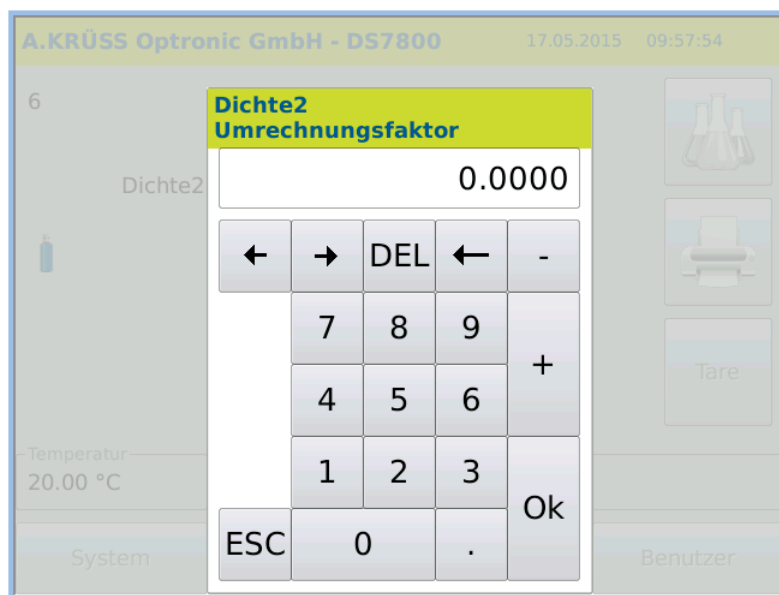 A.KRÜSS Optronic GmbH - DS7800 17.05.2015 09:57:54
6
Dichte2
Umrechnungsfaktor
Dichte2
0.0000
DEL -
7 8 9
+
Tare
4 5 6
Temperatur
20.00 °C
1 2 3
Ok
ESC 0 .
System Benutzer